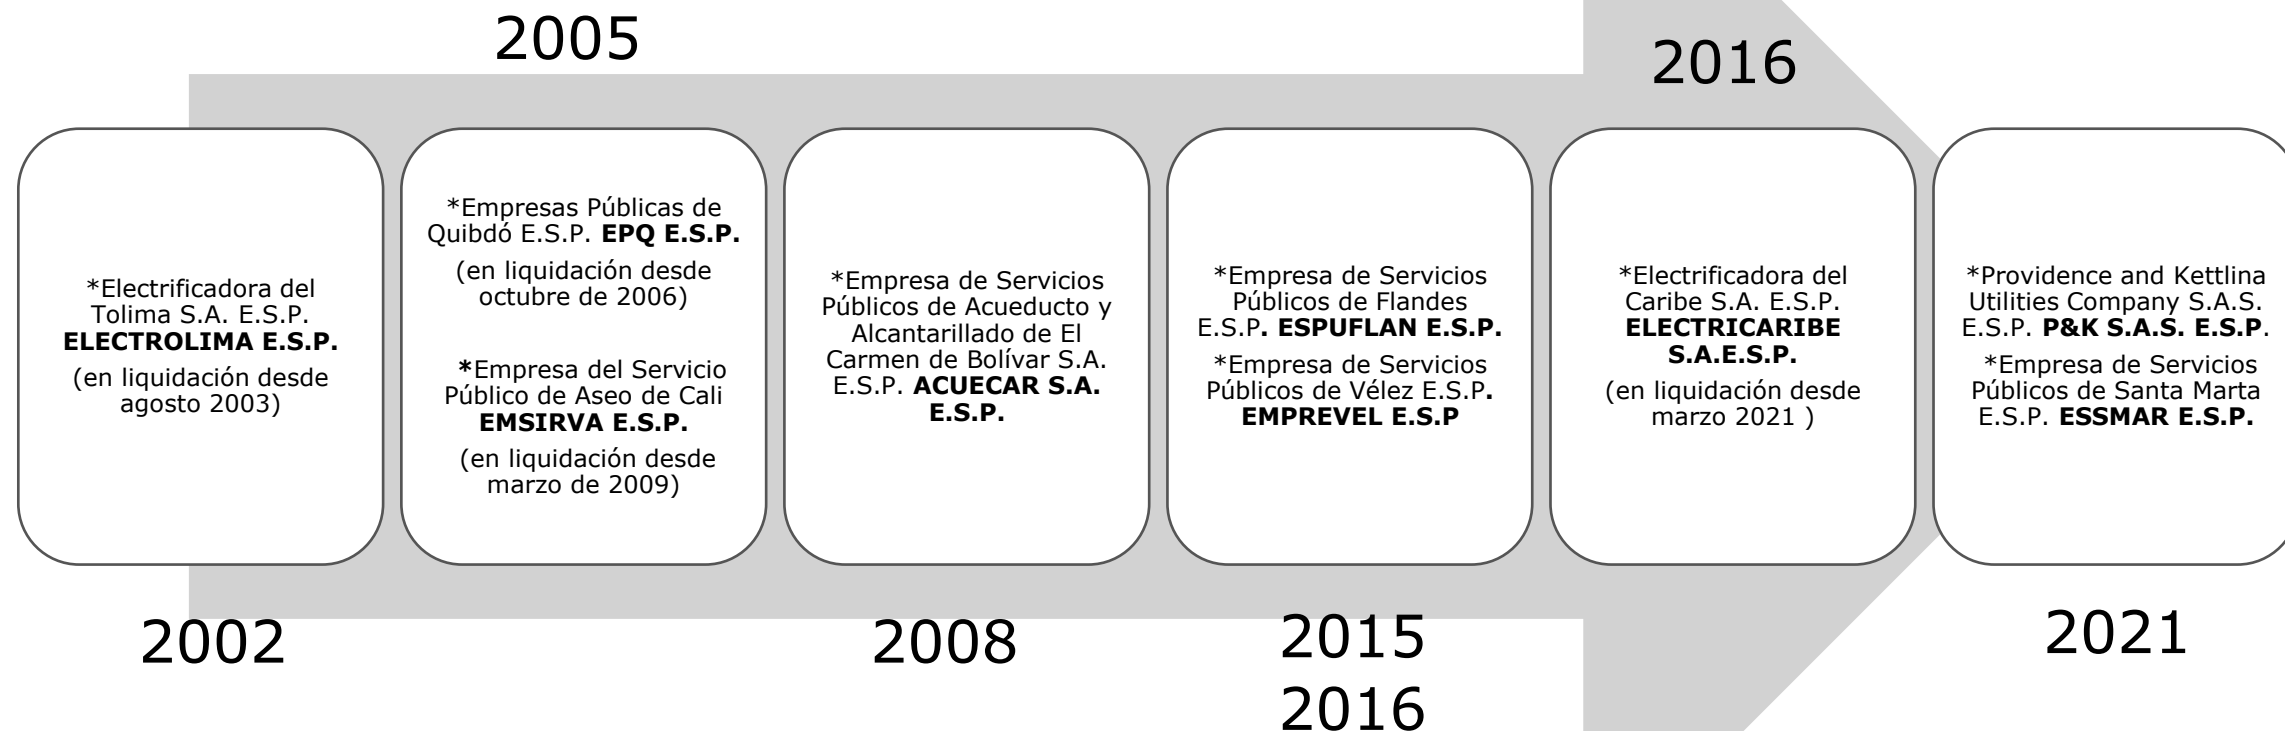 2005
2016
*Electrificadora del
Tolima S.A. E.S.P.
ELECTROLIMA E.S.P.
(en liquidación desde
agosto 2003)
*Empresas Públicas de
Quibdó E.S.P. EPQ E.S.P.
(en liquidación desde
octubre de 2006)
*Empresa del Servicio
Público de Aseo de Cali
EMSIRVA E.S.P.
(en liquidación desde
marzo de 2009)
*Empresa de Servicios
Públicos de Acueducto y
Alcantarillado de El
Carmen de Bolívar S.A.
E.S.P. ACUECAR S.A.
E.S.P.
*Empresa de Servicios
Públicos de Flandes
E.S.P. ESPUFLAN E.S.P.
*Empresa de Servicios
Públicos de Vélez E.S.P.
EMPREVEL E.S.P
*Electrificadora del
Caribe S.A. E.S.P.
ELECTRICARIBE
S.A.E.S.P.
(en liquidación desde
marzo 2021 )
*Providence and Kettlina
Utilities Company S.A.S.
E.S.P. P&K S.A.S. E.S.P.
*Empresa de Servicios
Públicos de Santa Marta
E.S.P. ESSMAR E.S.P.
2002
2008
2015
2016
2021